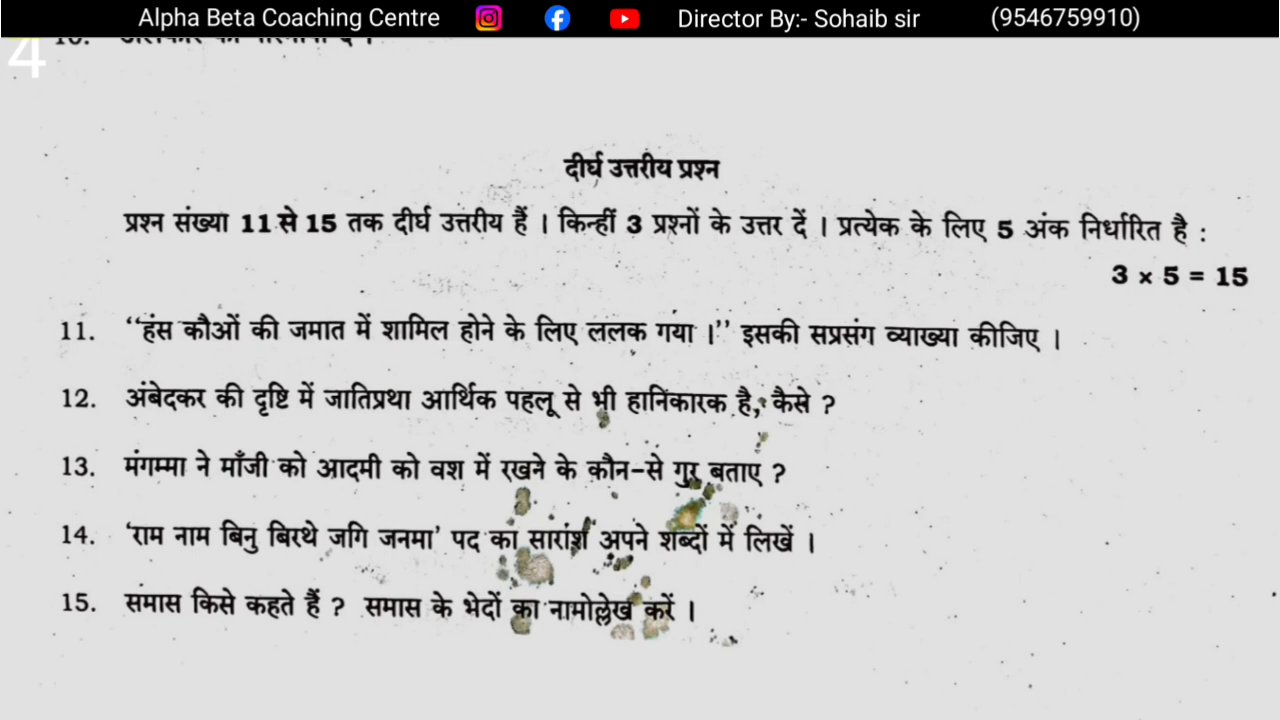 Alpha Beta Coaching Centre Director By:- Sohaib sir (9546759910)
4
दीर्घ उत्तरीय प्रश्न
प्रश्न संख्या 11 से 15 तक दीर्घ उत्तरीय हैं । किन्हीं 3 प्रश्नों के उत्तर दें । प्रत्येक के लिए 5 अंक निर्धारित है :
3 × 5 = 15
11. ‘‘हंस कौओं की जमात में शामिल होने के लिए ललक गया ।’’ इसकी सप्रसंग व्याख्या कीजिए ।
12. अंबेदकर की दृष्टि में जातिप्रथा आर्थिक पहलू से भी हानिकारक है, कैसे ?
13. मंगम्मा ने माँजी को आदमी को वश में रखने के कौन-से गुर बताए ?
14. ‘राम नाम बिनु बिरथे जगि जनमा’ पद का सारांश अपने शब्दों में लिखें ।
15. समास किसे कहते हैं ? समास के भेदों का नामोल्लेख करें ।